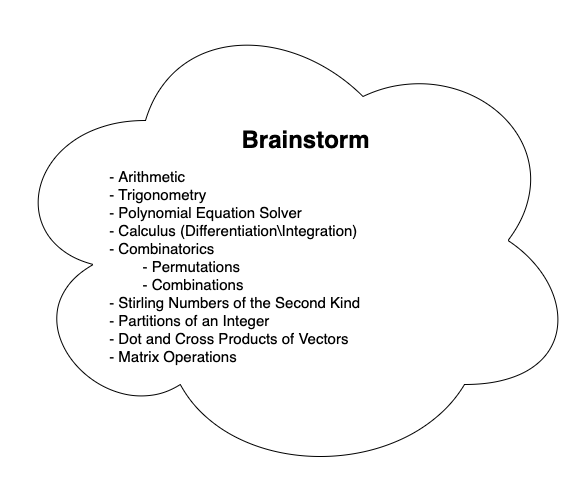 Brainstorm
- Arithmetic
- Trigonometry
- Polynomial Equation Solver
- Calculus (Differentiation\Integration)
- Combinatorics
- Permutations
- Combinations
- Stirling Numbers of the Second Kind
- Partitions of an Integer
- Dot and Cross Products of Vectors
- Matrix Operations